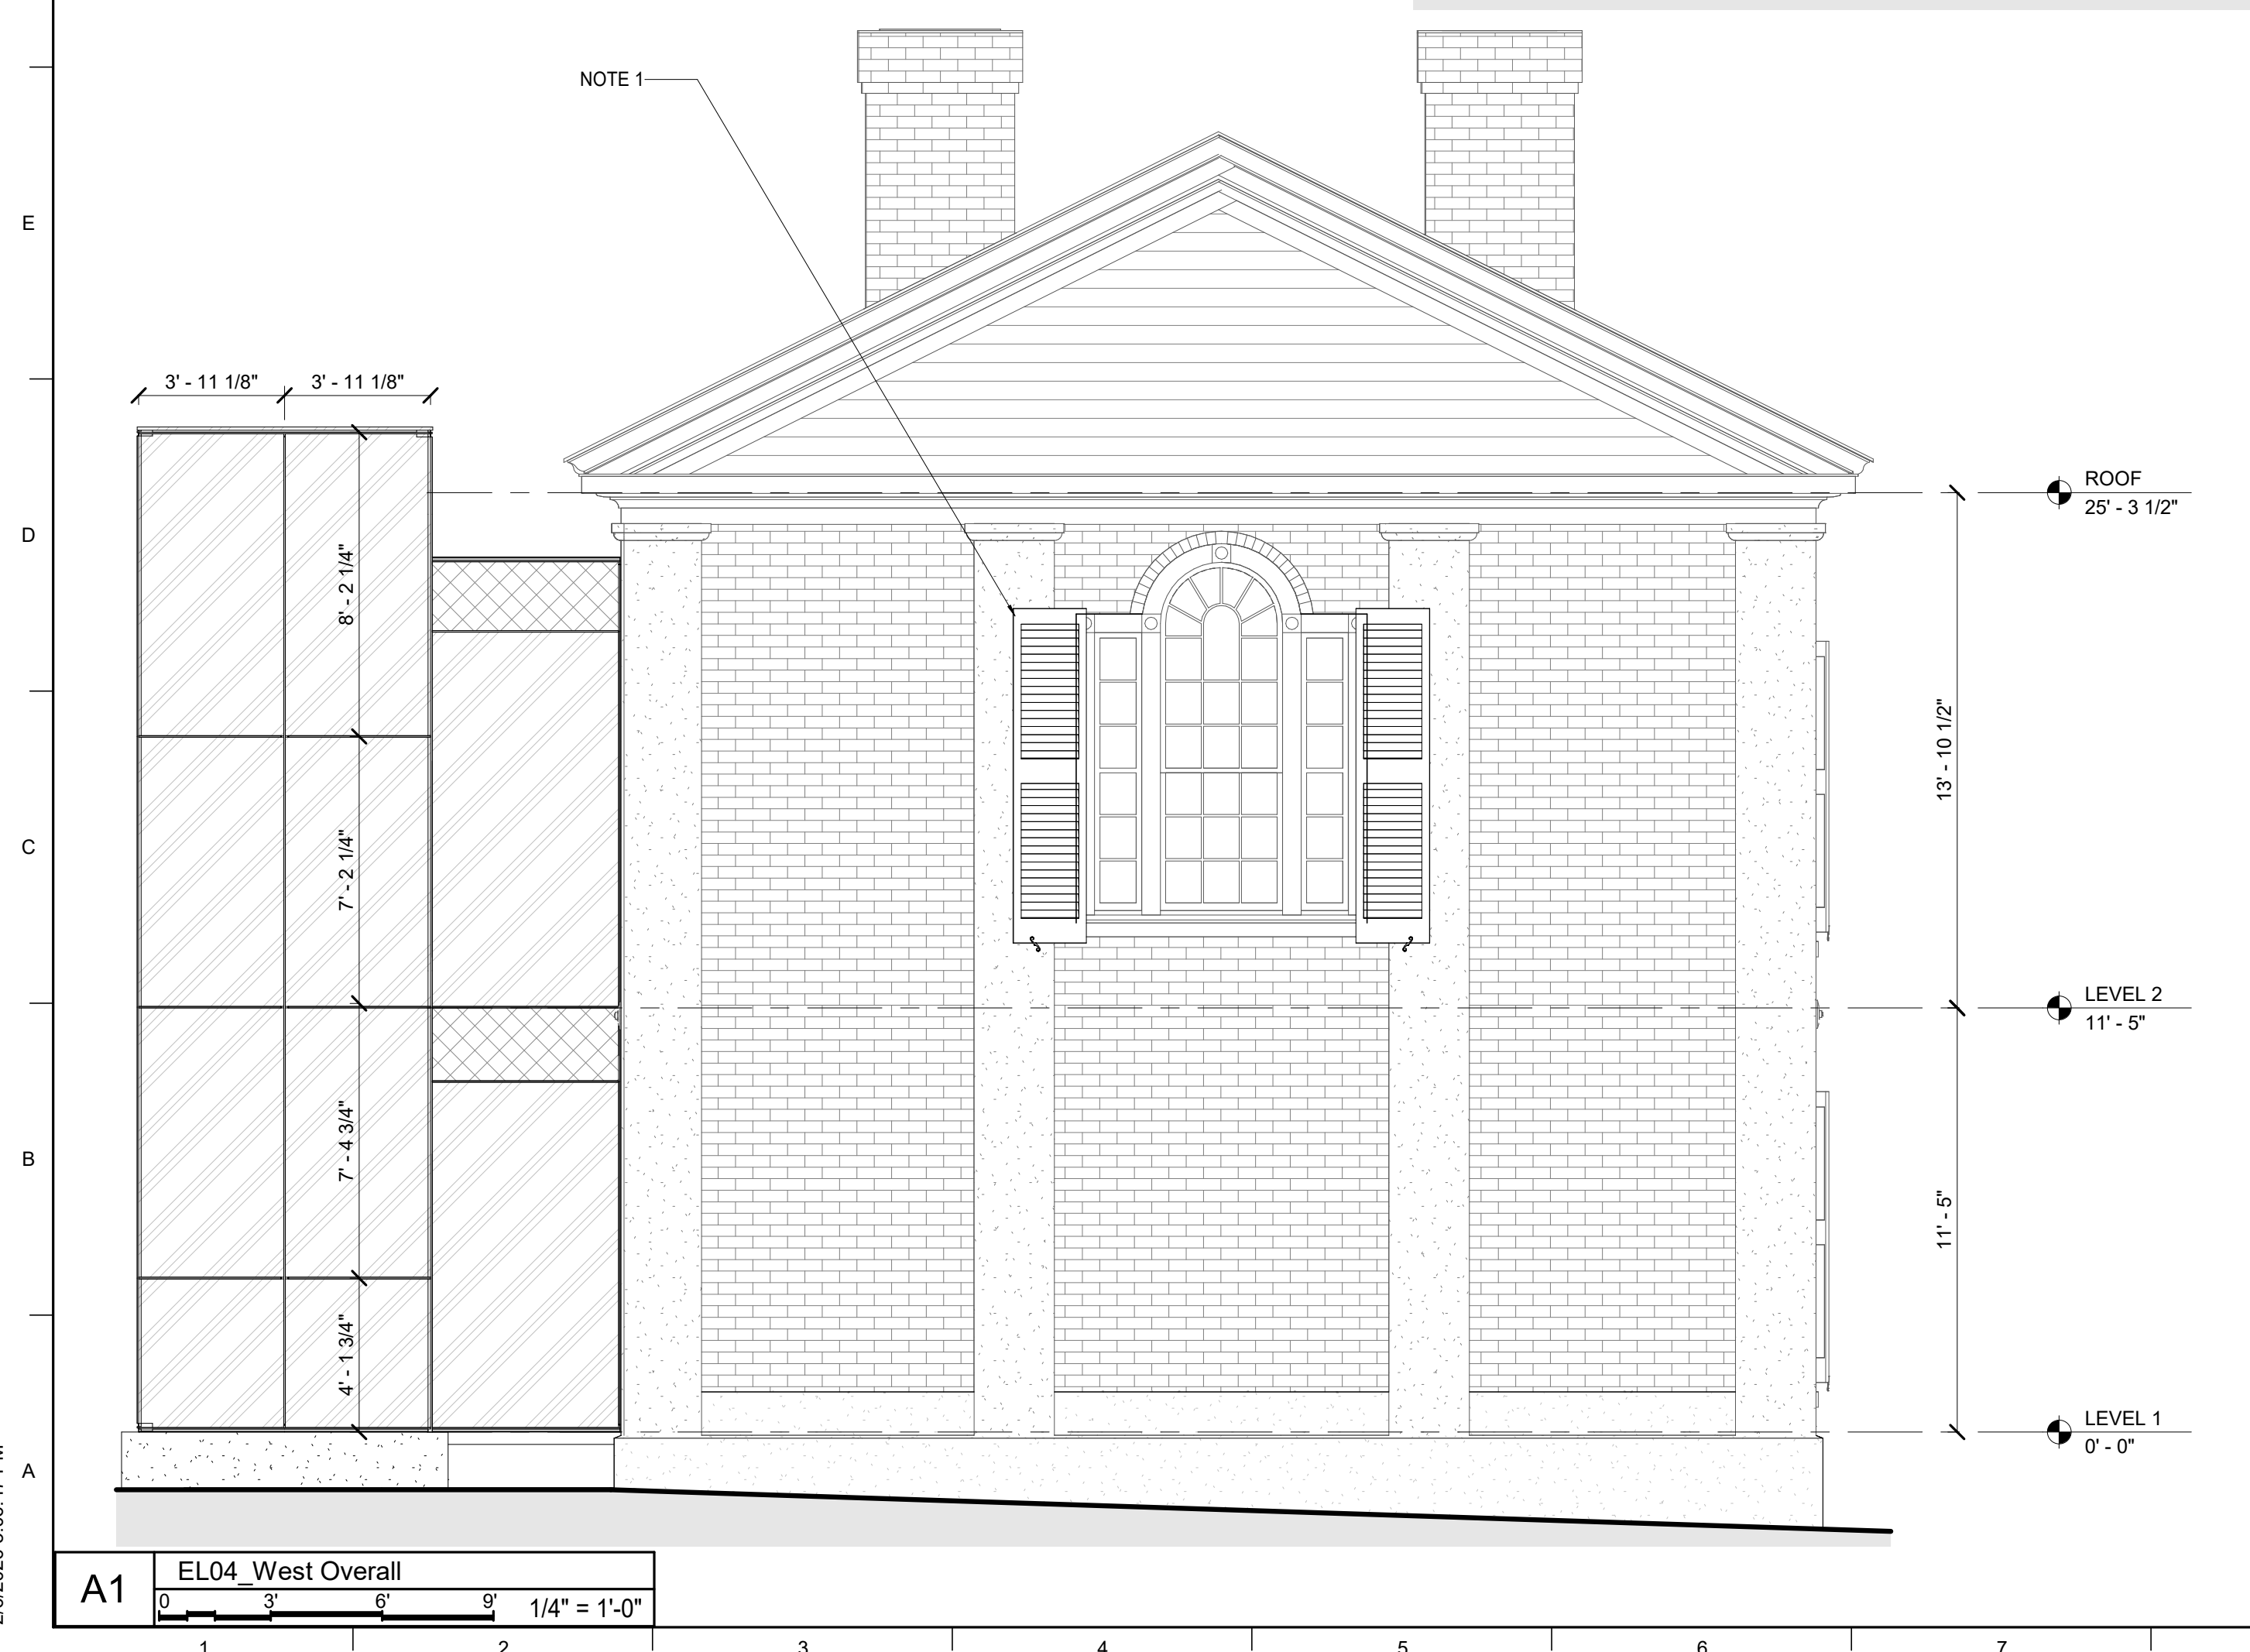 NOTE 1
E
3' - 11 1/8"
3' - 11 1/8"
ROOF
25' - 3 1/2"
D
8' - 2 1/4"
13' - 10 1/2"
C
7' - 2 1/4"
LEVEL 2
11' - 5"
B
7' - 4 3/4"
11' - 5"
4' - 1 3/4"
LEVEL 1
0' - 0"
A
A1
EL04_West Overall
0 3' 6' 9'
1/4" = 1'-0"
1 2 3 4 5 6 7